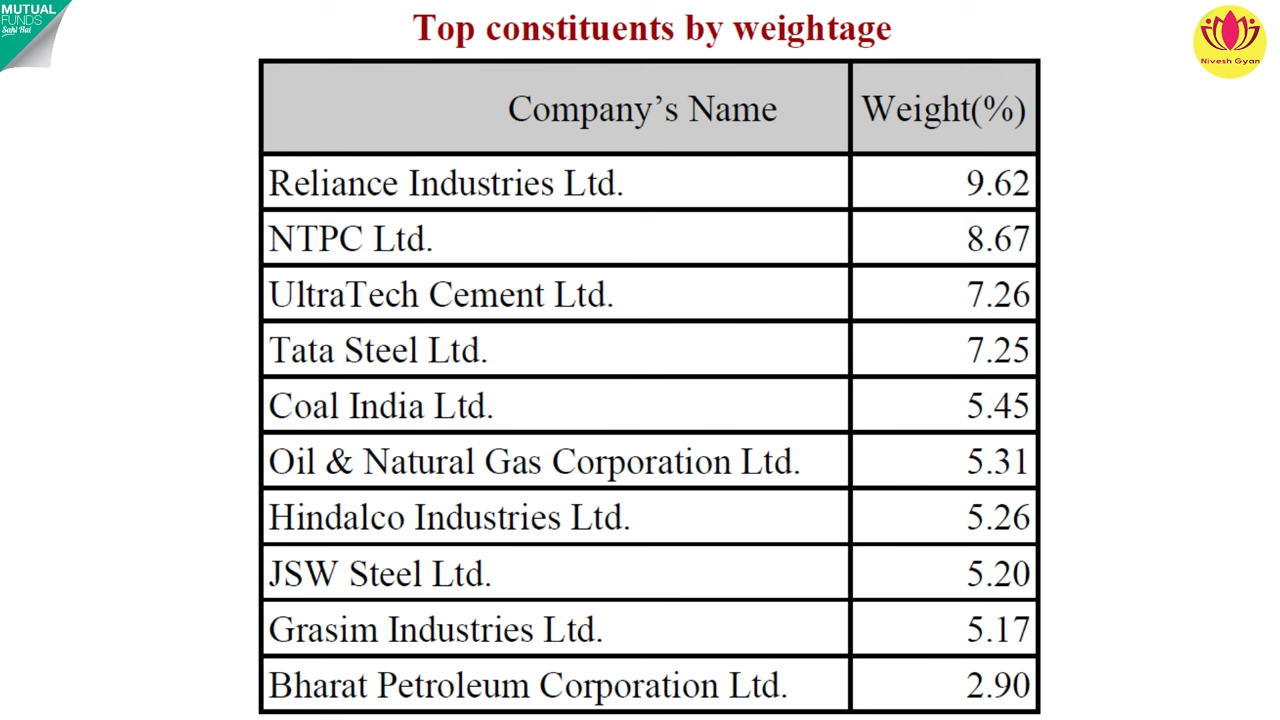 MUTUAL
FUNDS
Sahi Hai
Top constituents by weightage
Nivesh Gyan
Company’s Name Weight(%)
Reliance Industries Ltd. 9.62
NTPC Ltd. 8.67
UltraTech Cement Ltd. 7.26
Tata Steel Ltd. 7.25
Coal India Ltd. 5.45
Oil & Natural Gas Corporation Ltd. 5.31
Hindalco Industries Ltd. 5.26
JSW Steel Ltd. 5.20
Grasim Industries Ltd. 5.17
Bharat Petroleum Corporation Ltd. 2.90